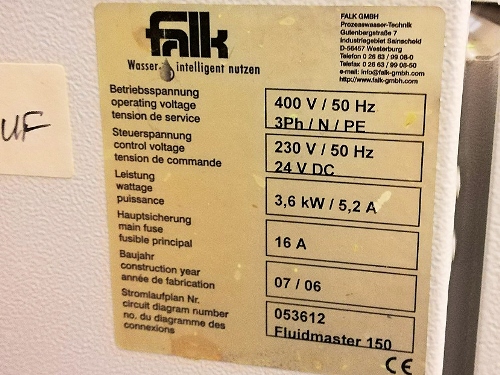 falk
Wasser intelligent nutzen
FALK GMBH
Prozesswasser-Technik
Gutenbergstraße 7
Industriegebiet Sainscheid
D-56457 Westerburg
Telefon 0 26 63 / 99 08-0
Telefax 0 26 63 / 99 08-50
e-mail: info@falk-gmbh.com
http://www.falk-gmbh.com
UF
Betriebsspannung
operating voltage
tension de service
400 V / 50 Hz
3Ph / N / PE
Steuerspannung
control voltage
tension de commande
230 V / 50 Hz
24 V DC
Leistung
wattage
puissance
3,6 kW / 5,2 A
Hauptsicherung
main fuse
fusible principal
16 A
Baujahr
construction year
année de fabrication
07 / 06
Stromlaufplan Nr.
circuit diagram number
no. du diagramme des
connexions
053612
Fluidmaster 150
CE